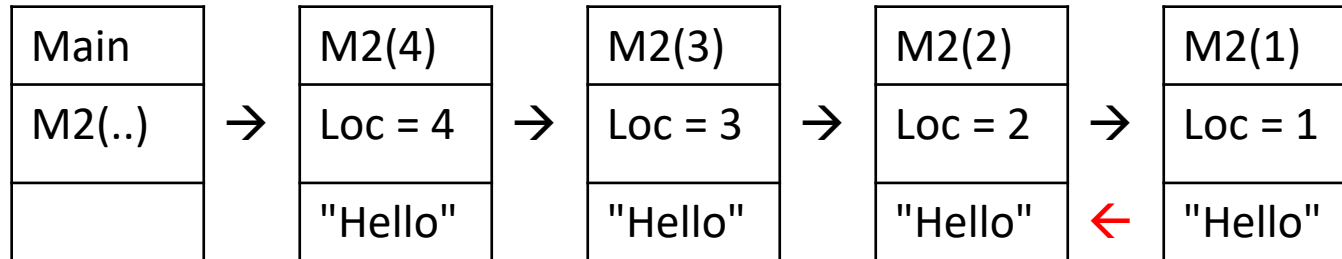 Main M2(4) M2(3) M2(2) M2(1)
M2(..) → Loc = 4 → Loc = 3 → Loc = 2 → Loc = 1
"Hello" "Hello" "Hello" ← "Hello"